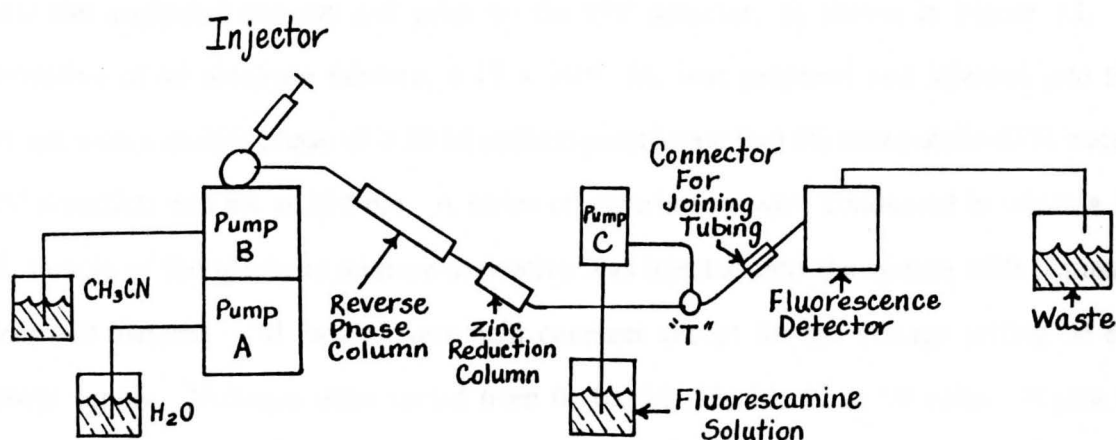 Injector
Pump
B
Pump
A
CH₃CN
H₂O
Reverse
Phase
Column
Zinc
Reduction
Column
Pump
C
"T"
Connector
For
Joining
Tubing
Fluorescamine
Solution
Fluorescence
Detector
Waste